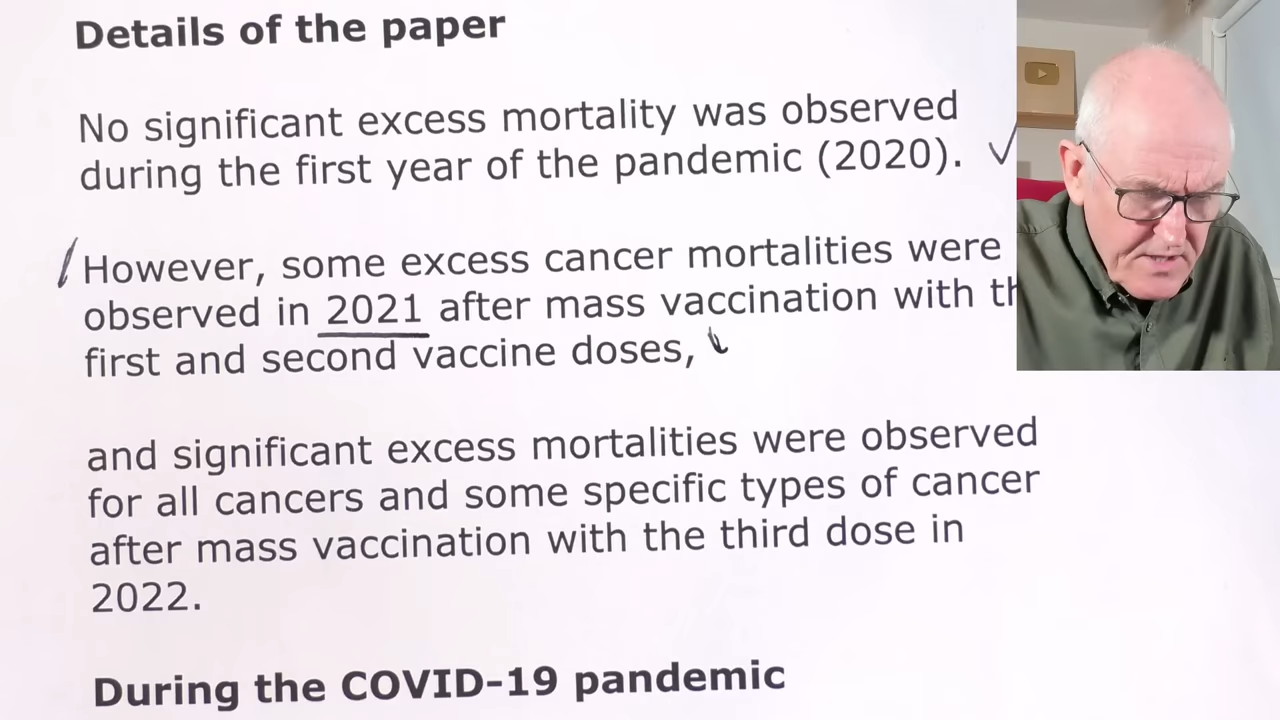 Details of the paper
No significant excess mortality was observed
during the first year of the pandemic (2020).
However, some excess cancer mortalities were
observed in 2021 after mass vaccination with
first and second vaccine doses,
and significant excess mortalities were observed
for all cancers and some specific types of cancer
after mass vaccination with the third dose in
2022.
During the COVID-19 pandemic